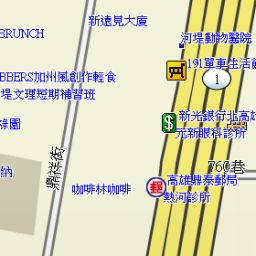 新遠見大廈
BRUNCH
河堤動物醫院
191單車生活館
BBERS加州風創作輕食
堤文理短期補習班
1
新光銀行北高雄
元新眼科診所
綠園
760巷
鼎祥街
納
咖啡林咖啡
高雄鼎泰郵局
熱河診所